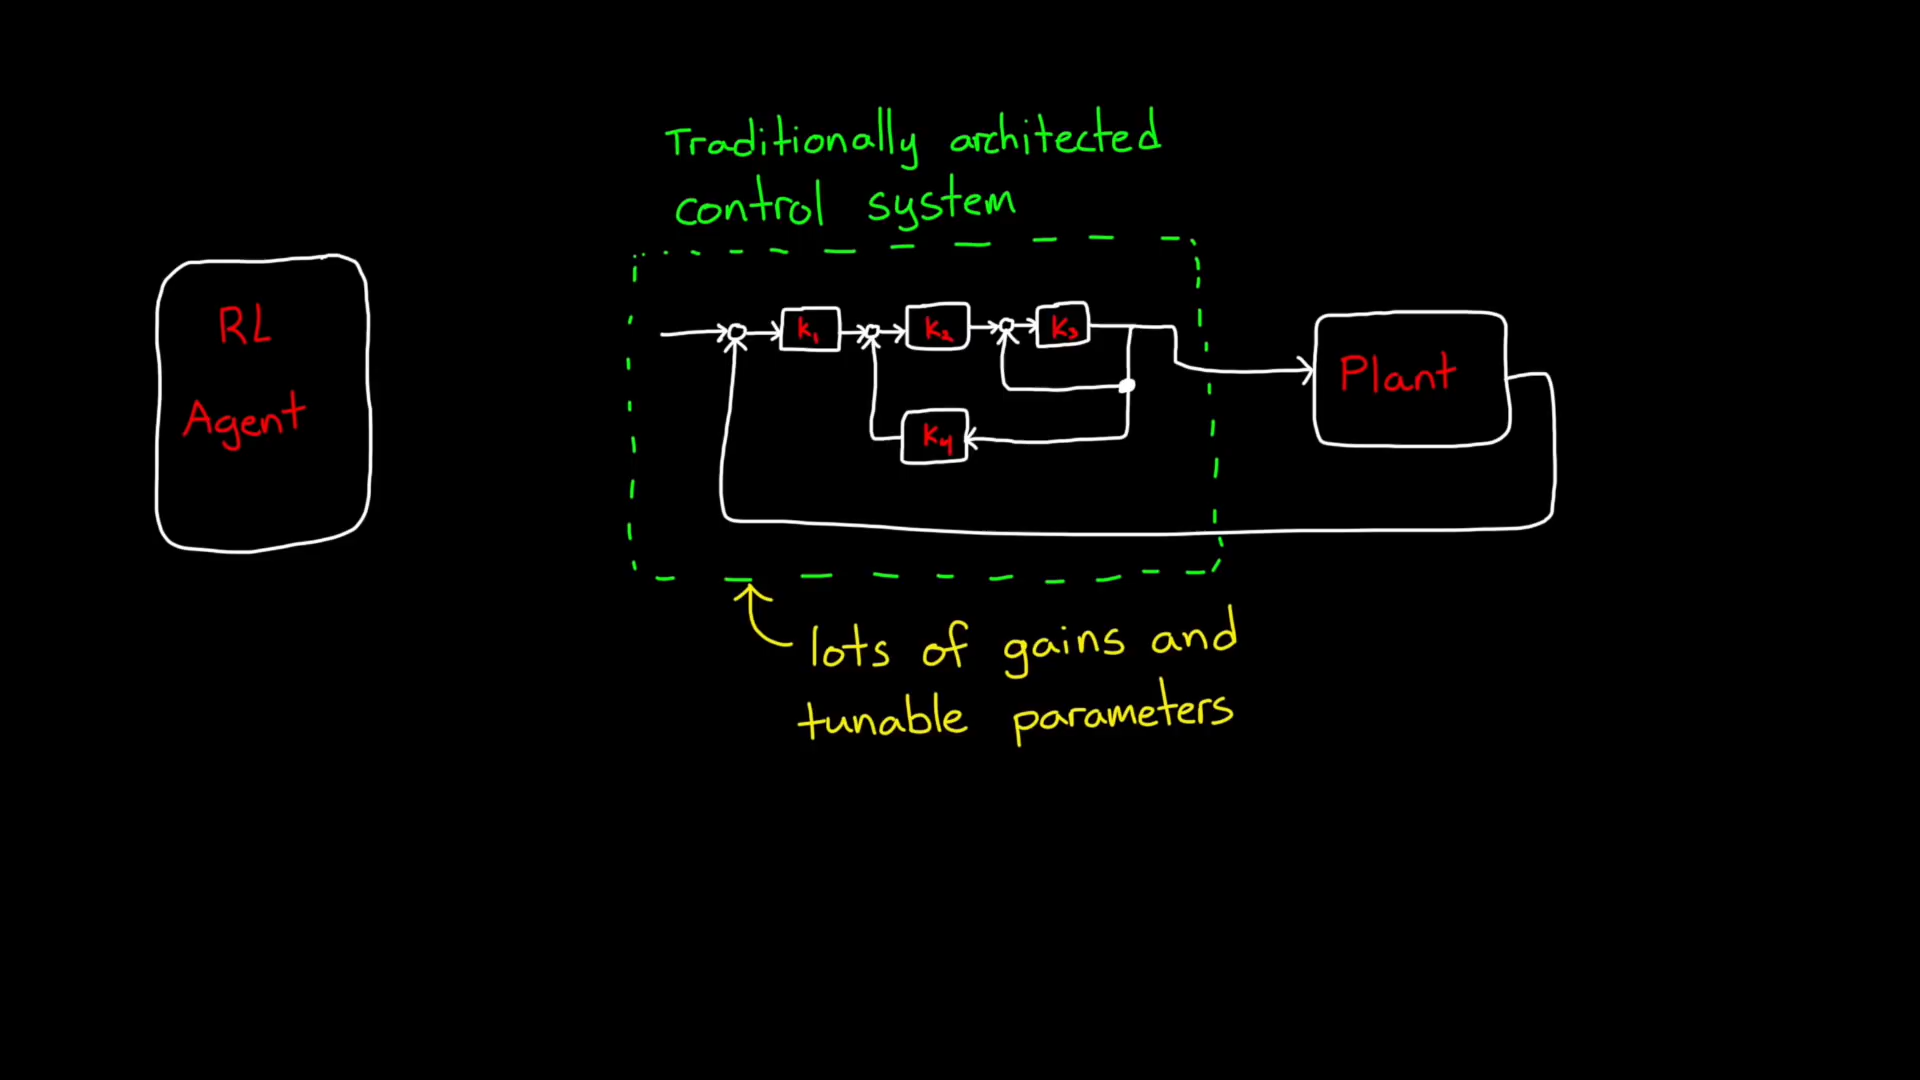 Traditionally architected
control system
RL
Agent
K1
K2
K3
K4
Plant
lots of gains and
tunable parameters